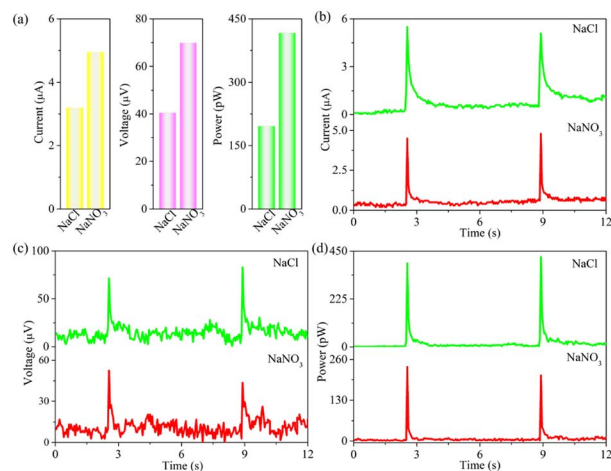 (a)
6
4
2
0
Current (μA)
NaCl
NaNO3
80
60
40
20
0
Voltage (μV)
NaCl
NaNO3
450
300
150
0
Power (pW)
NaCl
NaNO3
(b)
6
3
0
5.0
2.5
0.0
Current (μA)
NaCl
NaNO3
0 3 6 9 12
Time (s)
(c)
100
50
0
60
30
0
Voltage (μV)
NaCl
NaNO3
0 3 6 9 12
Time (s)
(d)
450
225
0
260
130
0
Power (pW)
NaCl
NaNO3
0 3 6 9 12
Time (s)